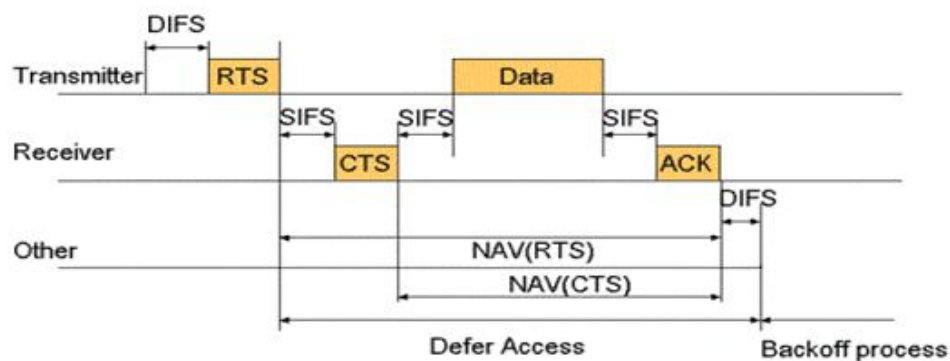 DIFS
Transmitter RTS Data
SIFS SIFS SIFS
Receiver CTS ACK
DIFS
Other NAV(RTS)
NAV(CTS)
Defer Access Backoff process